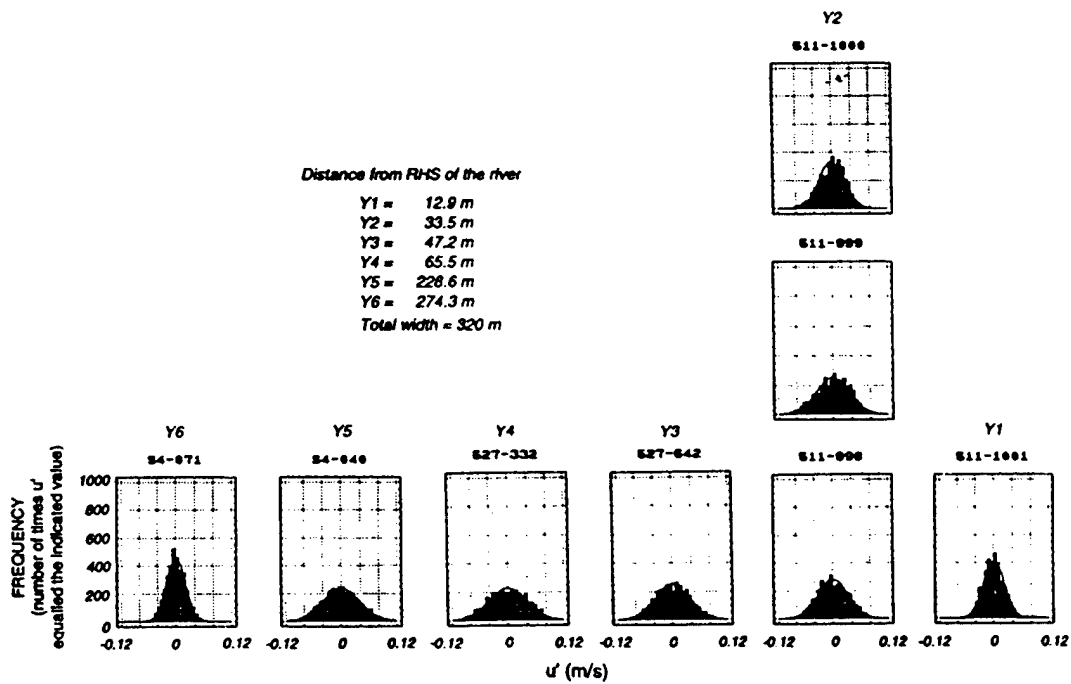 Y2
S11-1000
Distance from RHS of the river
Y1 = 12.9 m
Y2 = 33.5 m
Y3 = 47.2 m
Y4 = 65.5 m
Y5 = 228.6 m
Y6 = 274.3 m
Total width = 320 m
S11-999
Y6
Y5
Y4
Y3
Y1
S4-071
S4-040
S27-332
S27-642
S11-998
S11-1001
FREQUENCY
(number of times u'
equalled the indicated value)
1000
800
600
400
200
0
-0.12 0 0.12 -0.12 0 0.12 -0.12 0 0.12 -0.12 0 0.12 -0.12 0 0.12 -0.12 0 0.12
u' (m/s)